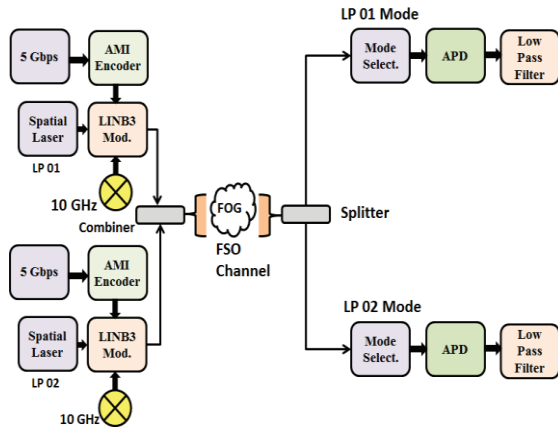 5 Gbps
AMI
Encoder
Spatial
Laser
LINB3
Mod.
LP 01
10 GHz
Combiner
5 Gbps
AMI
Encoder
Spatial
Laser
LINB3
Mod.
LP 02
10 GHz
FOG
FSO
Channel
Splitter
LP 01 Mode
Mode
Select.
APD
Low
Pass
Filter
LP 02 Mode
Mode
Select.
APD
Low
Pass
Filter